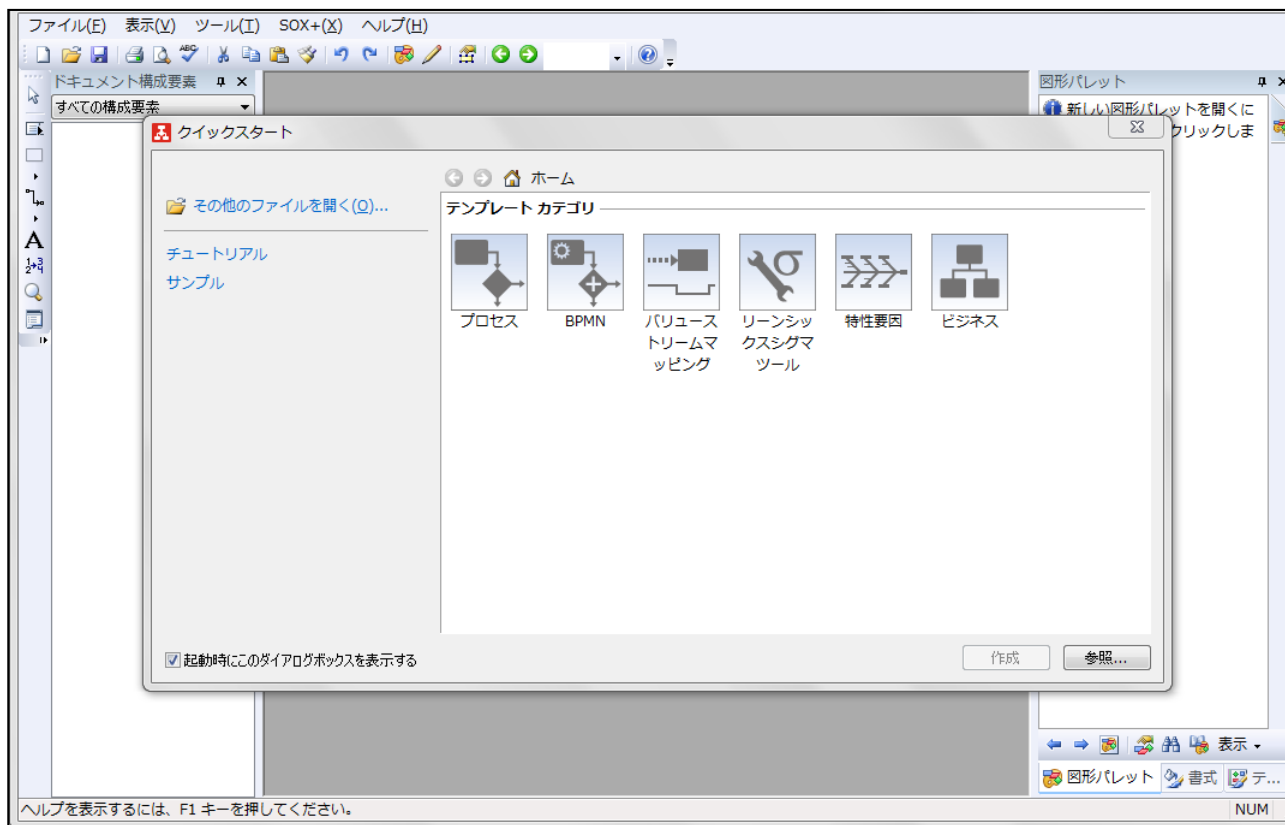 ファイル(F) 表示(V) ツール(T) SOX+(X) ヘルプ(H)
ABC
ドキュメント構成要素
すべての構成要素
図形パレット
新しい図形パレットを開くに
クリックしま
クイックスタート
ホーム
その他のファイルを開く(O)...
チュートリアル
サンプル
テンプレート カテゴリ
プロセス
BPMN
バリュース
トリームマ
ッピング
リーンシッ
クスシグマ
ツール
特性要因
ビジネス
起動時にこのダイアログボックスを表示する
作成
参照...
表示
図形パレット
書式
テ...
ヘルプを表示するには、F1 キーを押してください。
NUM